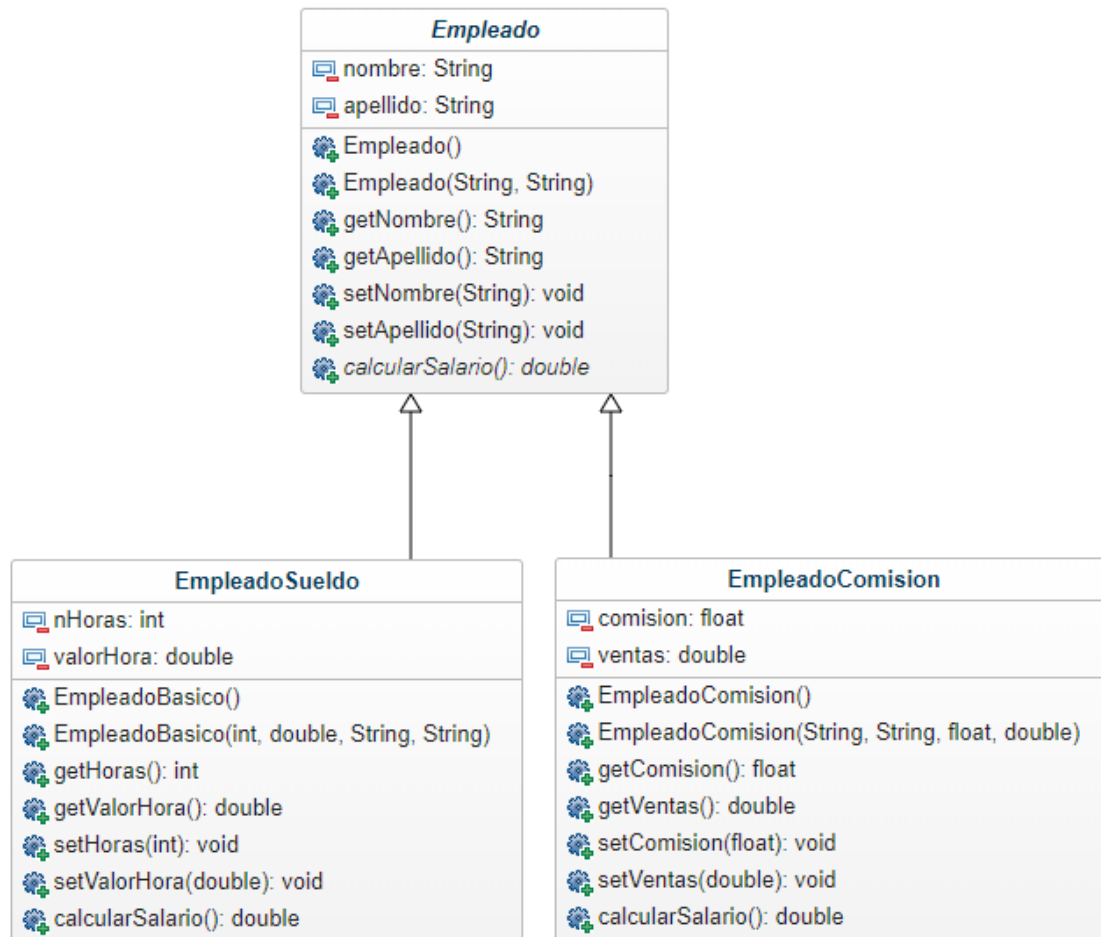 Empleado
nombre: String
apellido: String
Empleado()
Empleado(String, String)
getNombre(): String
getApellido(): String
setNombre(String): void
setApellido(String): void
calcularSalario(): double
EmpleadoSueldo
nHoras: int
valorHora: double
EmpleadoBasico()
EmpleadoBasico(int, double, String, String)
getHoras(): int
getValorHora(): double
setHoras(int): void
setValorHora(double): void
calcularSalario(): double
EmpleadoComision
comision: float
ventas: double
EmpleadoComision()
EmpleadoComision(String, String, float, double)
getComision(): float
getVentas(): double
setComision(float): void
setVentas(double): void
calcularSalario(): double